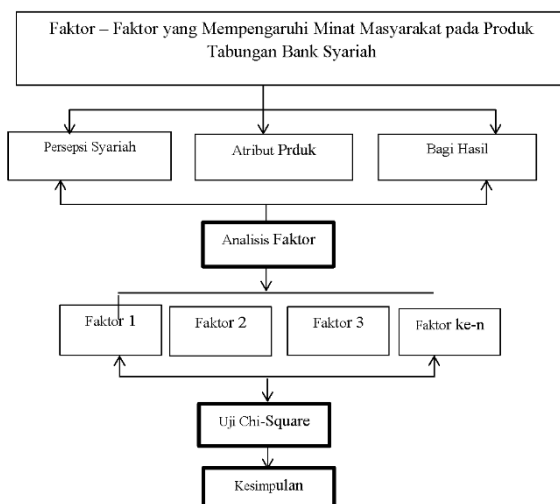 Faktor – Faktor yang Mempengaruhi Minat Masyarakat pada Produk
Tabungan Bank Syariah
Persepsi Syariah
Atribut Prduk
Bagi Hasil
Analisis Faktor
Faktor 1
Faktor 2
Faktor 3
Faktor ke-n
Uji Chi-Square
Kesimpulan